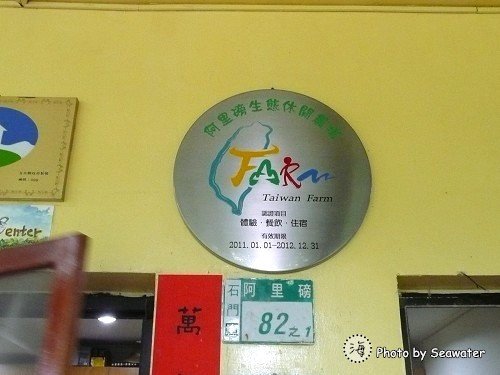 阿里磅生態休閒農場
FARm
Taiwan Farm
認證項目
體驗·餐飲·住宿
有效期限
2011.01.01-2012.12.31
enter
萬
石門
阿里磅
82之1
海
Photo by Seawater